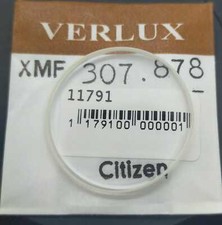 VERLUX
XMF 307.878
11791
1 179100 000001
Citizen